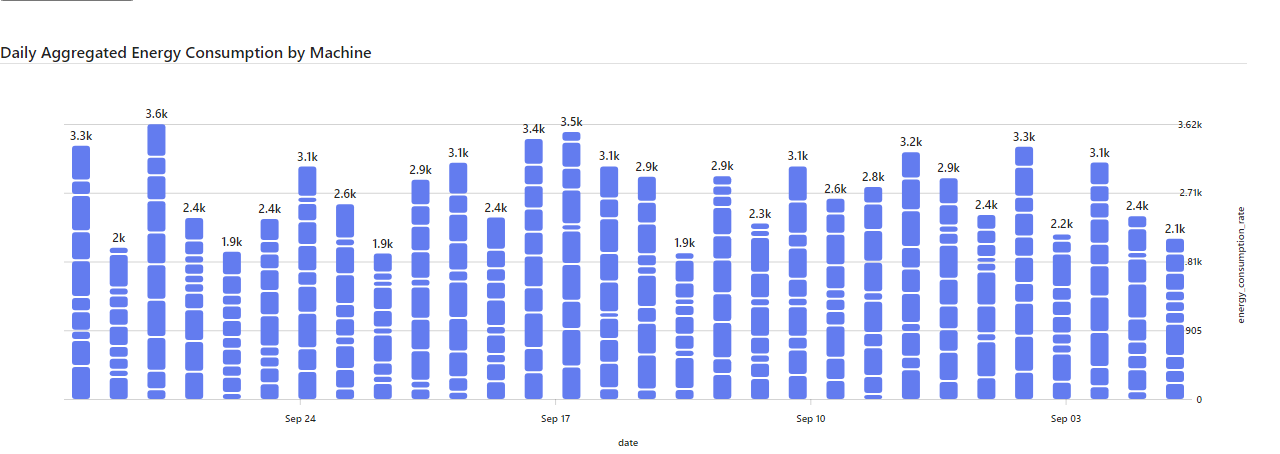 Daily Aggregated Energy Consumption by Machine
3.3k
2k
3.6k
2.4k
1.9k
2.4k
3.1k
2.6k
1.9k
2.9k
3.1k
2.4k
3.4k
3.5k
3.1k
2.9k
1.9k
2.9k
2.3k
3.1k
2.6k
2.8k
3.2k
2.9k
2.4k
3.3k
2.2k
3.1k
2.4k
2.1k
3.62k
2.71k
.81k
905
0
energy_consumption_rate
Sep 24
Sep 17
Sep 10
Sep 03
date